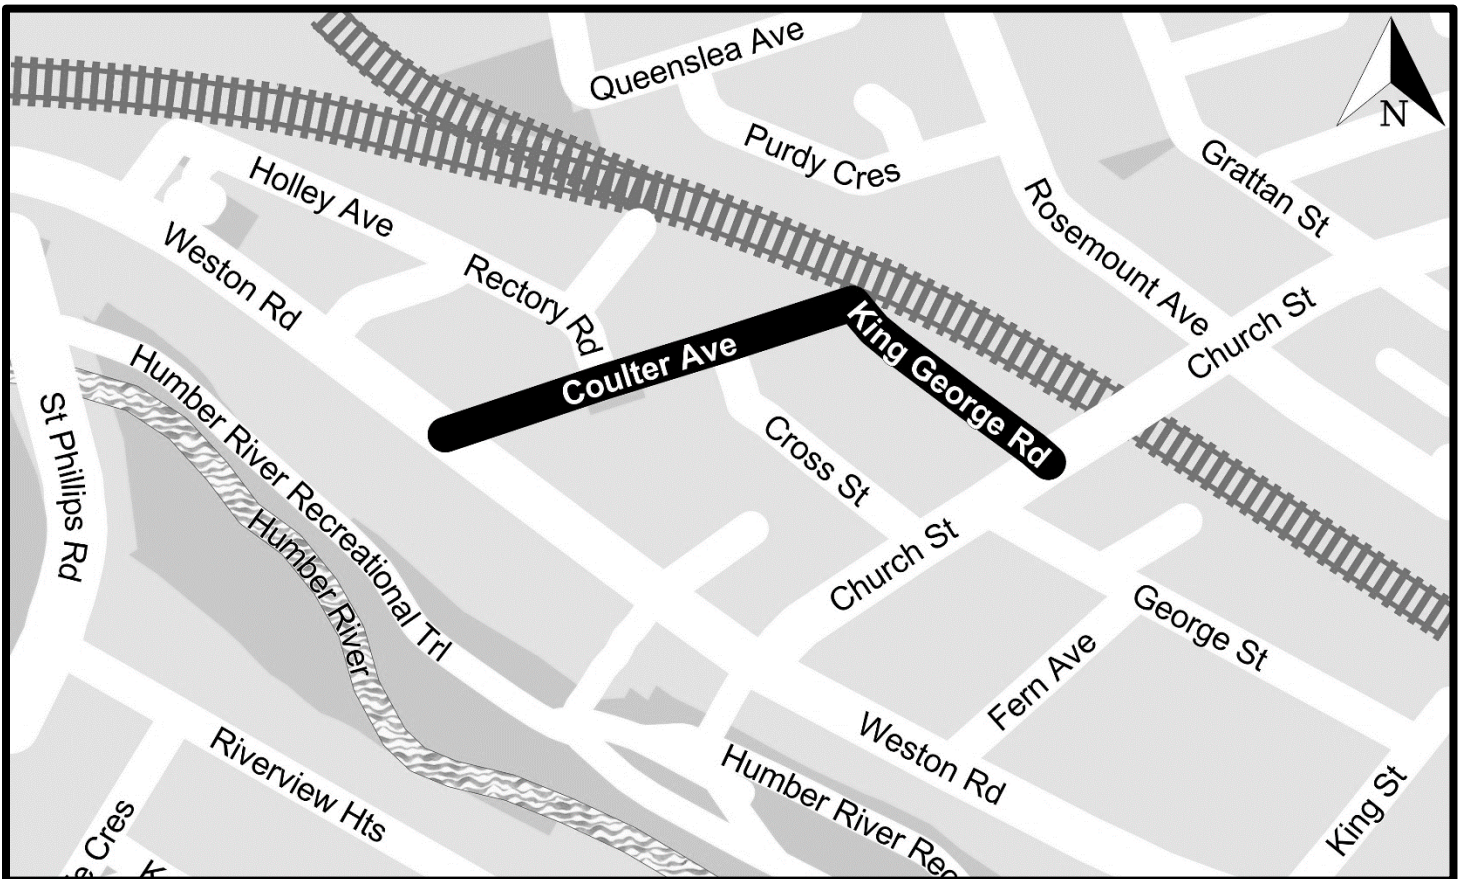 Queenslea Ave
N
Purdy Cres
Grattan St
Holley Ave
Rosemount Ave
Weston Rd
Rectory Rd
Church St
King George Rd
Coulter Ave
Humber River Recreational Trl
St Phillips Rd
Cross St
Humber River
Church St
George St
Fern Ave
Weston Rd
Riverview Hts
Humber River Rec
King St
e Cres
K